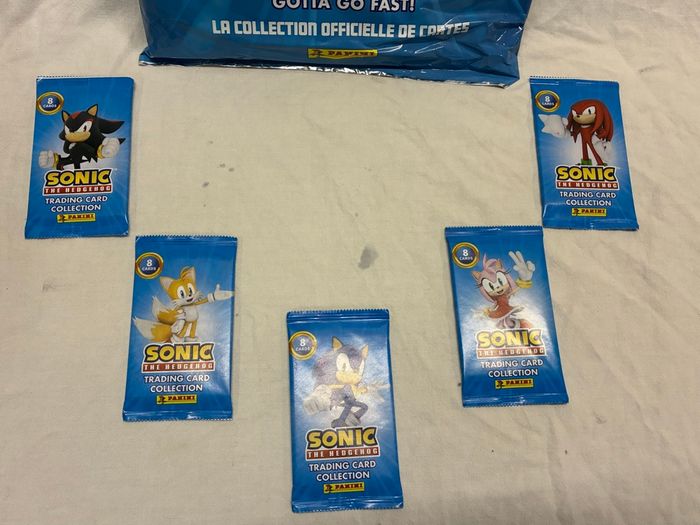 GOTTA GO FAST!
LA COLLECTION OFFICIELLE DE CARTES
PANINI
8
CARDS
SONIC
THE HEDGEHOG
TRADING CARD
COLLECTION
PANINI
8
CARDS
SONIC
THE HEDGEHOG
TRADING CARD
COLLECTION
PANINI
8
CARDS
SONIC
THE HEDGEHOG
TRADING CARD
COLLECTION
PANINI
8
CARDS
SONIC
THE HEDGEHOG
TRADING CARD
COLLECTION
PANINI
8
CARDS
SONIC
THE HEDGEHOG
TRADING CARD
COLLECTION
PANINI